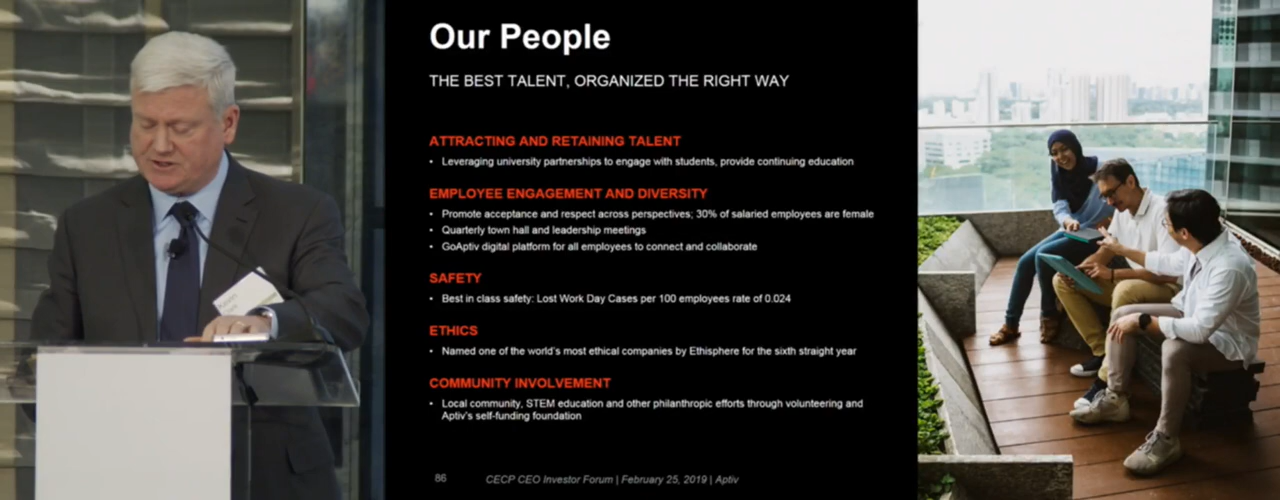 Our People
THE BEST TALENT, ORGANIZED THE RIGHT WAY
ATTRACTING AND RETAINING TALENT
• Leveraging university partnerships to engage with students, provide continuing education
EMPLOYEE ENGAGEMENT AND DIVERSITY
• Promote acceptance and respect across perspectives; 30% of salaried employees are female
• Quarterly town hall and leadership meetings
• GoAptiv digital platform for all employees to connect and collaborate
SAFETY
• Best in class safety: Lost Work Day Cases per 100 employees rate of 0.024
ETHICS
• Named one of the world's most ethical companies by Ethisphere for the sixth straight year
COMMUNITY INVOLVEMENT
• Local community, STEM education and other philanthropic efforts through volunteering and
Aptiv's self-funding foundation
86 CECP CEO Investor Forum | February 25, 2019 | Aptiv